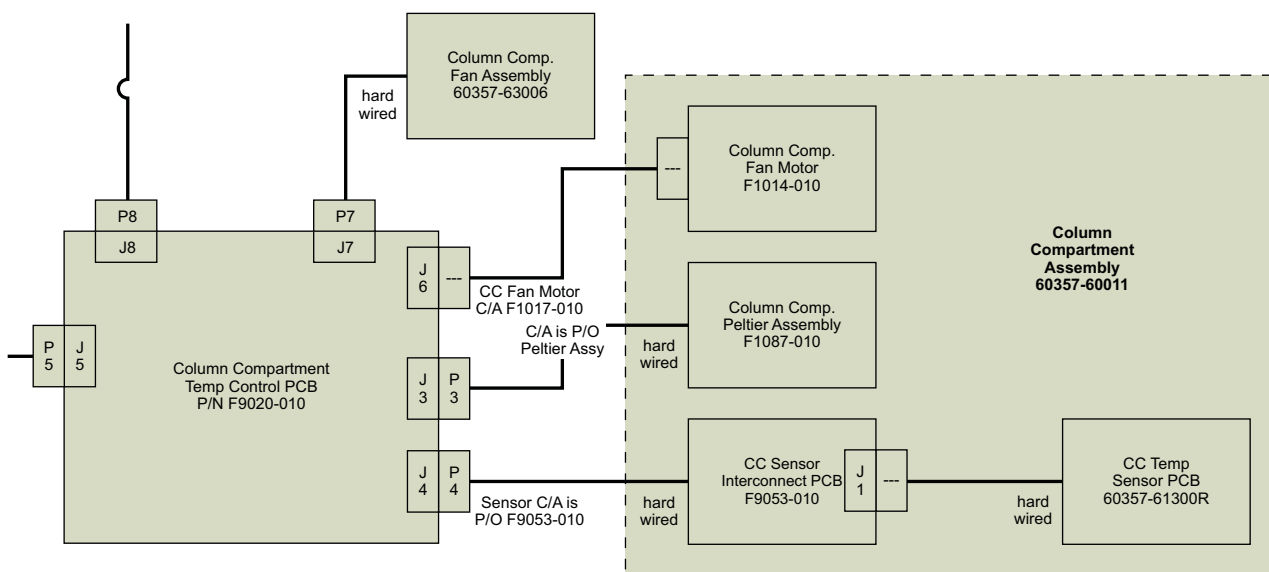 Column Comp.
Fan Assembly
60357-63006
hard
wired
P8
J8
P7
J7
J
6
---
CC Fan Motor
C/A F1017-010
P
5
J
5
Column Compartment
Temp Control PCB
P/N F9020-010
J
3
P
3
C/A is P/O
Peltier Assy
J
4
P
4
Sensor C/A is
P/O F9053-010
---
Column Comp.
Fan Motor
F1014-010
Column
Compartment
Assembly
60357-60011
Column Comp.
Peltier Assembly
F1087-010
hard
wired
CC Sensor
Interconnect PCB
F9053-010
hard
wired
J
1
---
hard
wired
CC Temp
Sensor PCB
60357-61300R